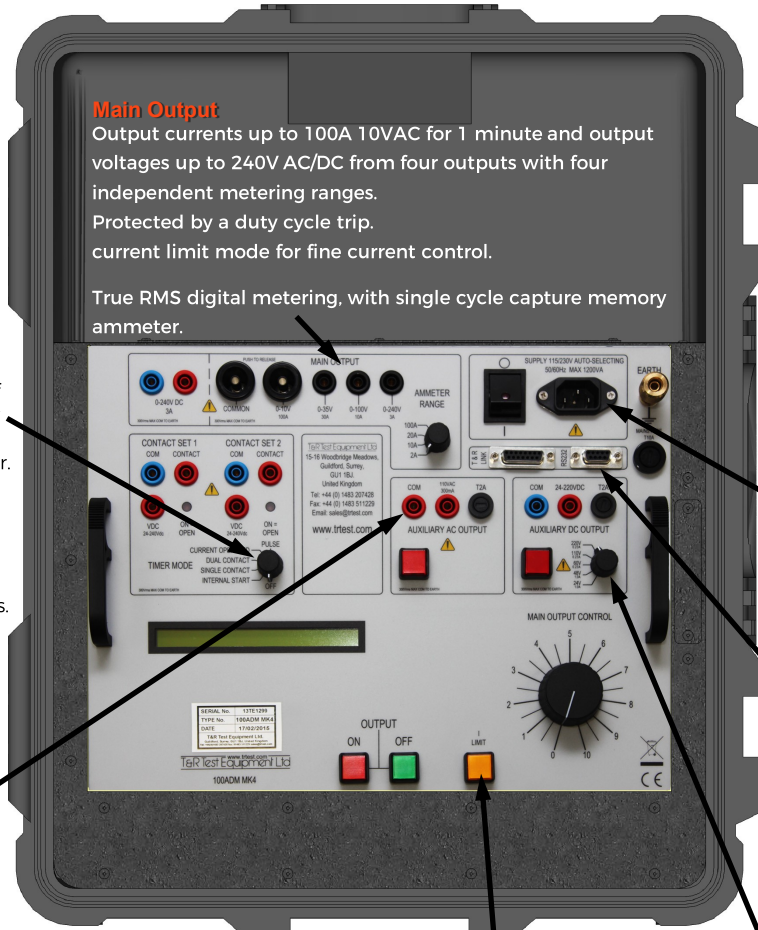 Main Output
Output currents up to 100A 10VAC for 1 minute and output
voltages up to 240V AC/DC from four outputs with four
independent metering ranges.
Protected by a duty cycle trip.
current limit mode for fine current control.
True RMS digital metering, with single cycle capture memory
ammeter.
r.
s.
PUSH TO RELEASE
MAIN OUTPUT
0-240V DC
3A
COMMON
0-10V
100A
0-35V
30A
0-100V
10A
0-240V
3A
AMMETER
RANGE
100A
20A
10A
2A
SUPPLY 115/230V AUTO-SELECTING
50/60Hz MAX 1200VA
EARTH
T & R
LINK
RS232
CONTACT SET 1
COM
CONTACT
CONTACT SET 2
COM
CONTACT
VDC
24-240Vdc
ON =
OPEN
VDC
24-240Vdc
ON =
OPEN
PULSE
DUAL CONTACT
SINGLE CONTACT
INTERNAL START
OFF
TIMER MODE
T&R Test Equipment Ltd
15-16 Woodbridge Meadows,
Guildford, Surrey,
GU1 1BJ.
United Kingdom
Tel: +44 (0) 1483 207428
Fax: +44 (0) 1483 511229
Email: sales@trtest.com
www.trtest.com
COM
110VAC
300mA
T2A
AUXILIARY AC OUTPUT
COM
24-220VDC
T2A
AUXILIARY DC OUTPUT
MAIN OUTPUT CONTROL
0
1
2
3
4
5
6
7
8
9
10
SERIAL No. 13TE1299
TYPE No. 100ADM MK4
DATE 17/02/2015
T&R Test Equipment Ltd.
www.trtest.com
T&R Test Equipment Ltd
100ADM MK4
OUTPUT
ON
OFF
I
LIMIT
CE